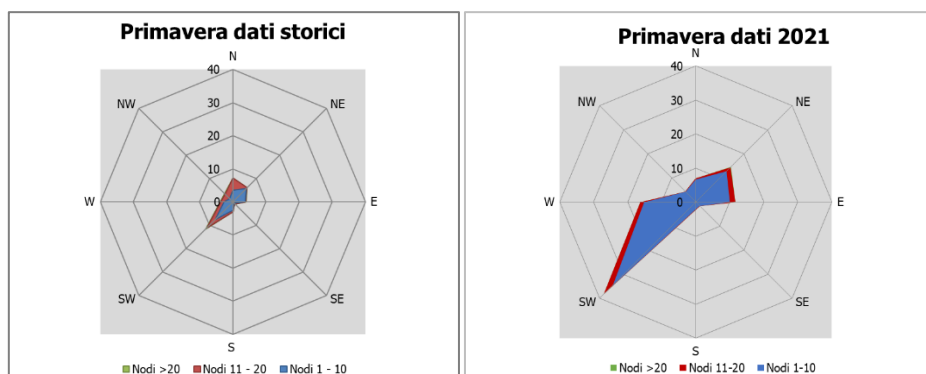 Primavera dati storici
N
40
NW
NE
30
20
10
W
0
E
SW
SE
S
Nodi >20 Nodi 11 - 20 Nodi 1 - 10
Primavera dati 2021
N
40
NW
NE
30
20
10
W
0
E
SW
SE
S
Nodi >20 Nodi 11-20 Nodi 1-10